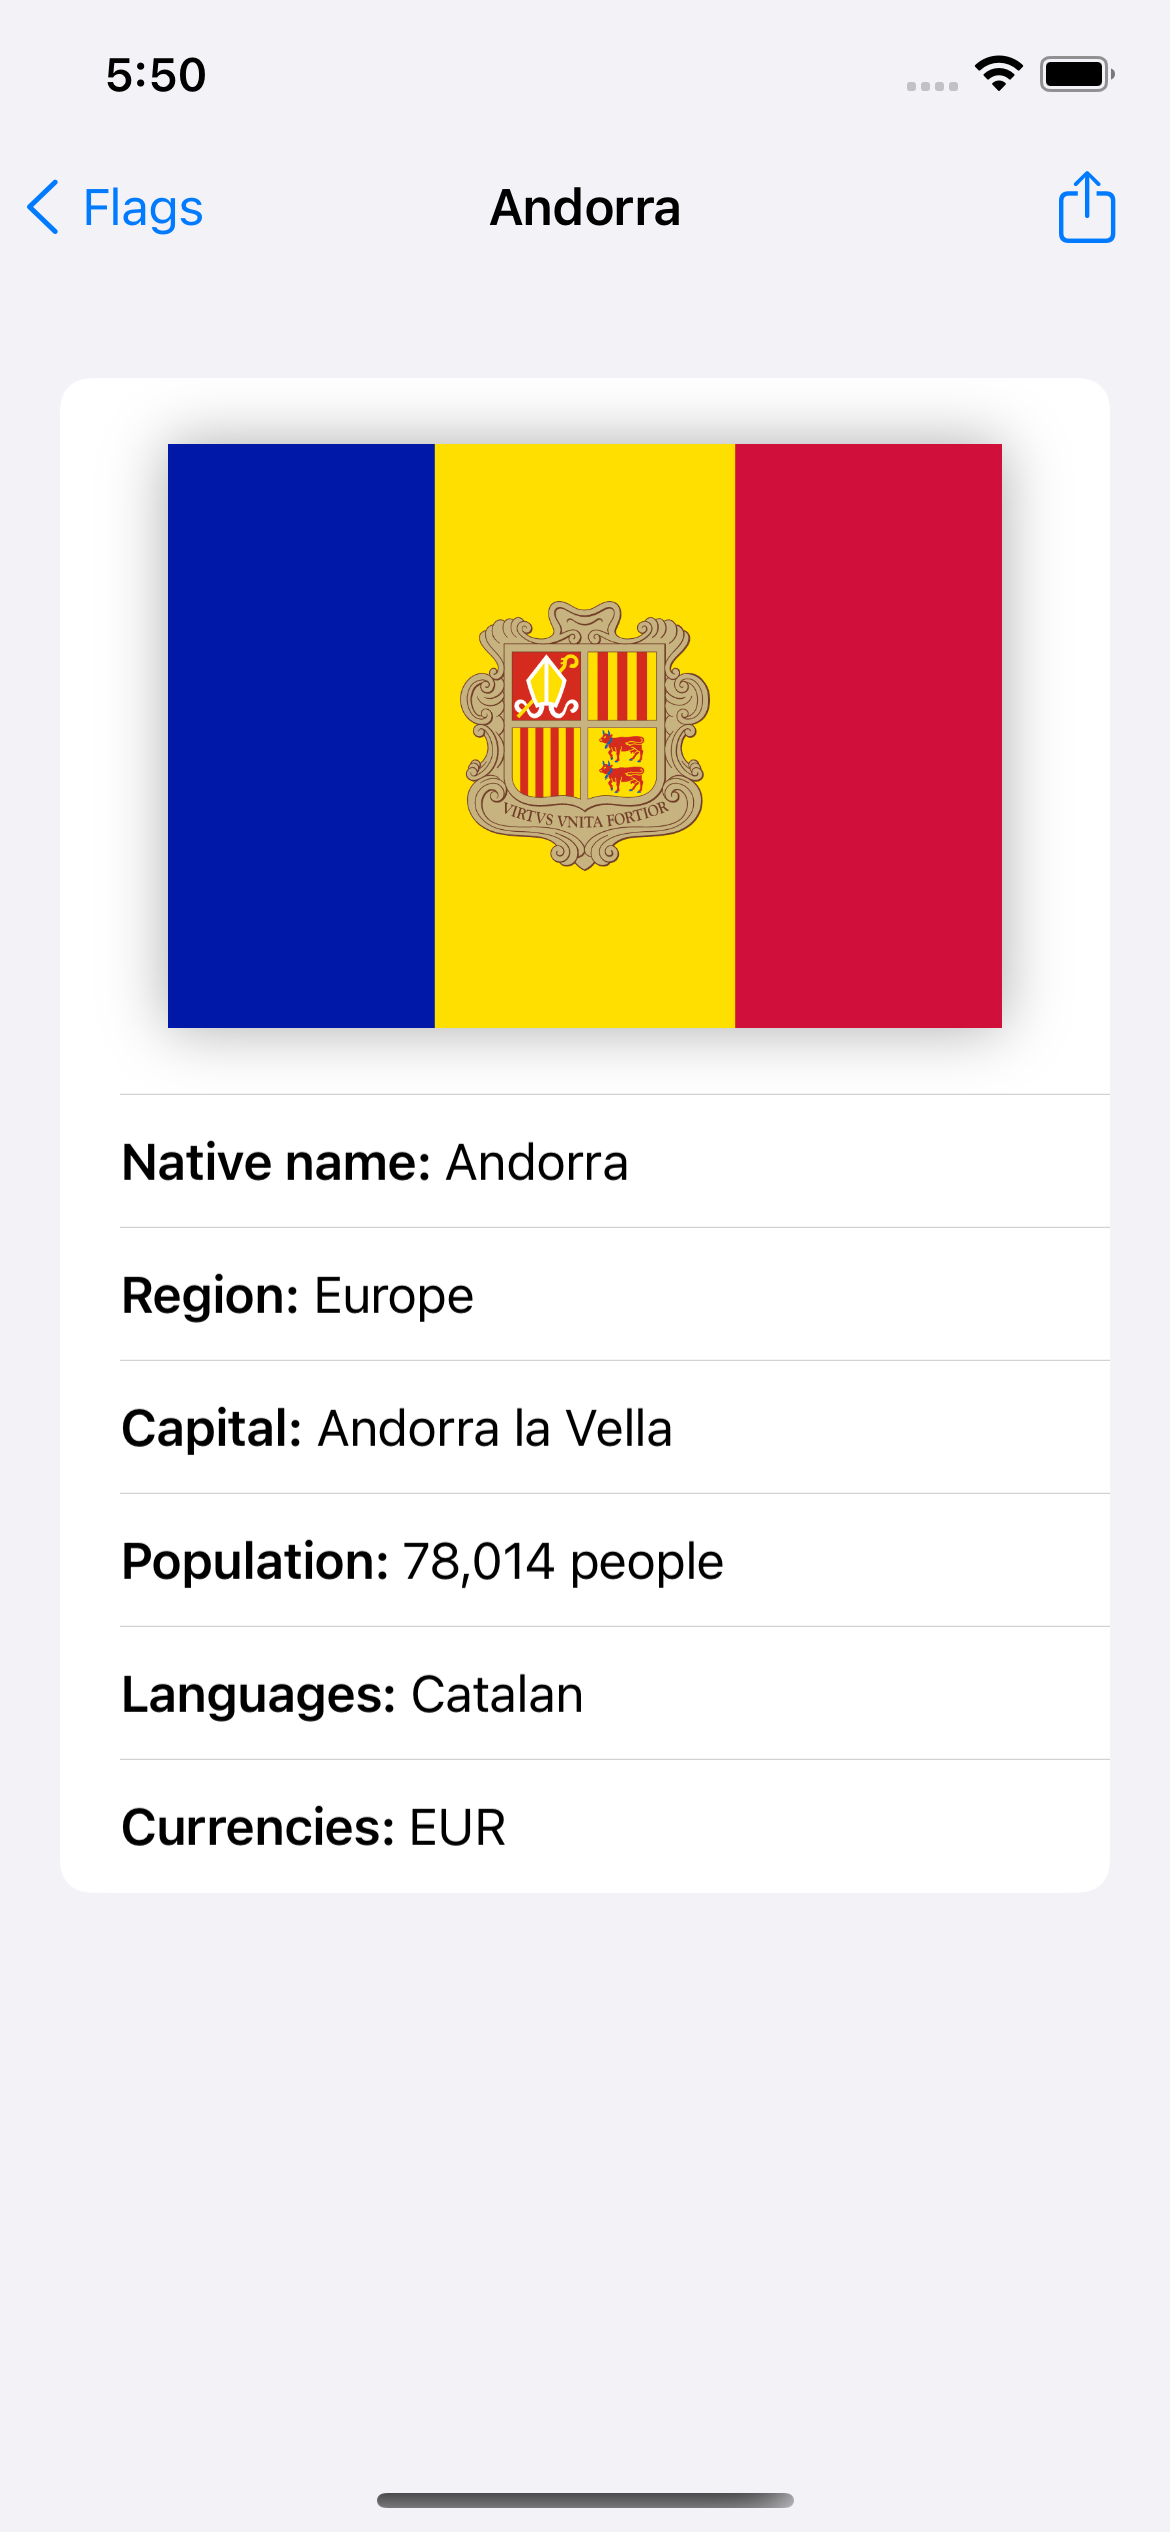 5:50
Flags
Andorra
VIRTVS VNITA FORTIOR
Native name: Andorra
Region: Europe
Capital: Andorra la Vella
Population: 78,014 people
Languages: Catalan
Currencies: EUR